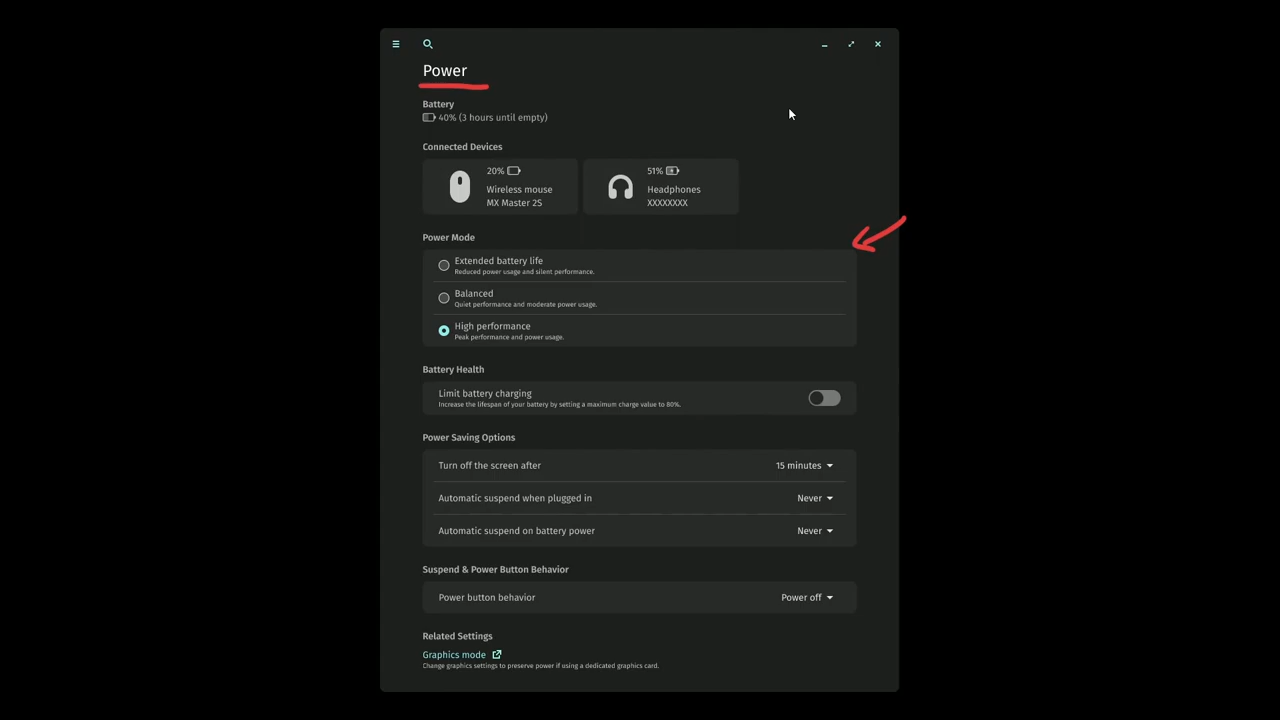 Power
Battery
40% (3 hours until empty)
Connected Devices
20%
Wireless mouse
MX Master 2S
51%
Headphones
XXXXXXXX
Power Mode
Extended battery life
Reduced power usage and silent performance.
Balanced
Quiet performance and moderate power usage.
High performance
Peak performance and power usage.
Battery Health
Limit battery charging
Increase the lifespan of your battery by setting a maximum charge value to 80%.
Power Saving Options
Turn off the screen after 15 minutes
Automatic suspend when plugged in Never
Automatic suspend on battery power Never
Suspend & Power Button Behavior
Power button behavior Power off
Related Settings
Graphics mode
Change graphics settings to preserve power if using a dedicated graphics card.